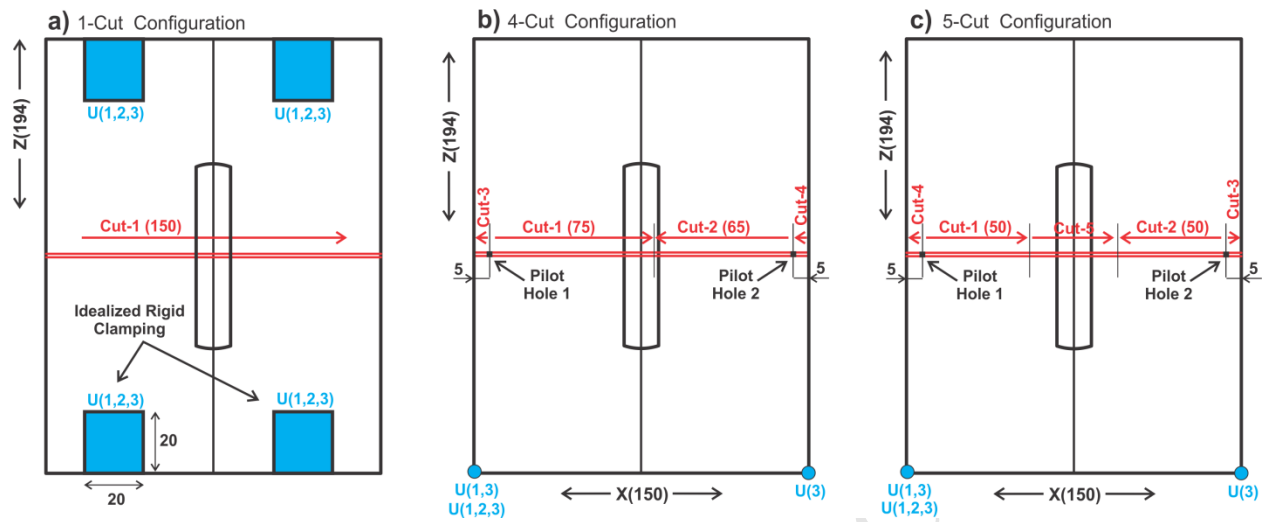 a) 1-Cut Configuration
U(1,2,3)
U(1,2,3)
Z(194)
Cut-1 (150)
Idealized Rigid
Clamping
U(1,2,3)
U(1,2,3)
20
20
b) 4-Cut Configuration
Z(194)
Cut-3
Cut-4
Cut-1 (75)
Cut-2 (65)
5
Pilot
Hole 1
Pilot
Hole 2
5
U(1,3)
U(1,2,3)
X(150)
U(3)
c) 5-Cut Configuration
Z(194)
Cut-4
Cut-3
Cut-1 (50)
Cut-5
Cut-2 (50)
5
Pilot
Hole 1
Pilot
Hole 2
5
U(1,3)
U(1,2,3)
X(150)
U(3)